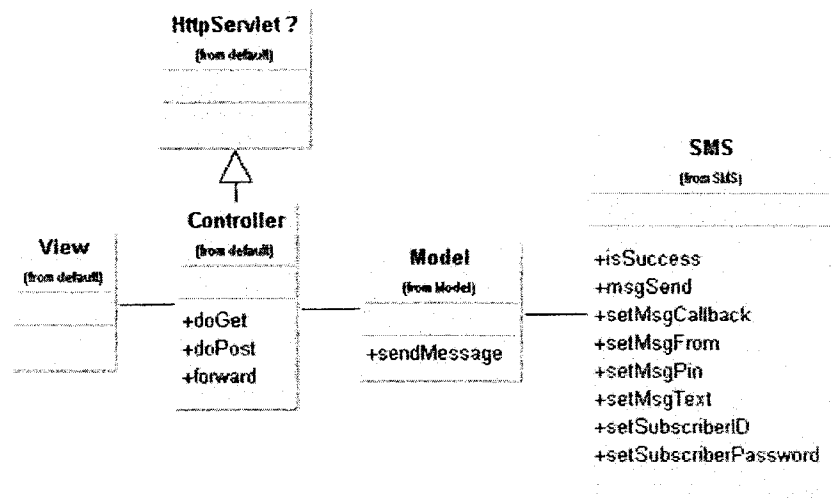 HttpServlet ?
(from default)
Controller
(from default)
+doGet
+doPost
+forward
View
(from default)
Model
(from Model)
+sendMessage
SMS
(from SMS)
+isSuccess
+msgSend
+setMsgCallback
+setMsgFrom
+setMsgPin
+setMsgText
+setSubscriberID
+setSubscriberPassword